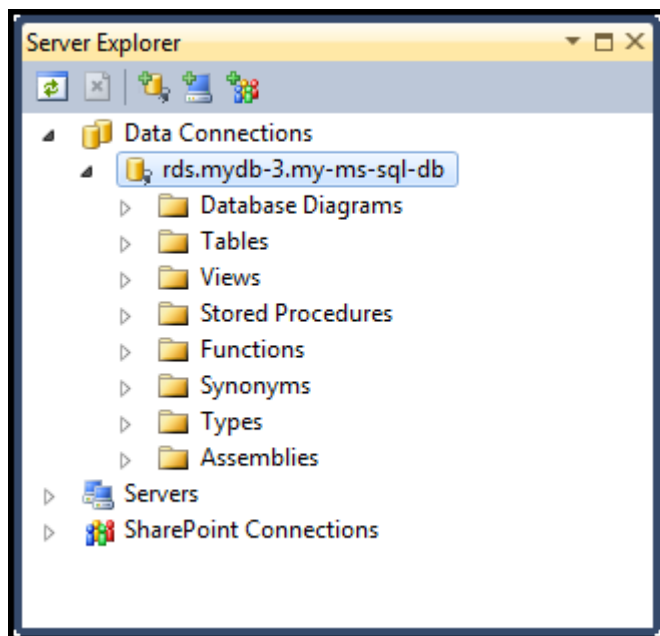 Server Explorer
Data Connections
rds.mydb-3.my-ms-sql-db
Database Diagrams
Tables
Views
Stored Procedures
Functions
Synonyms
Types
Assemblies
Servers
SharePoint Connections